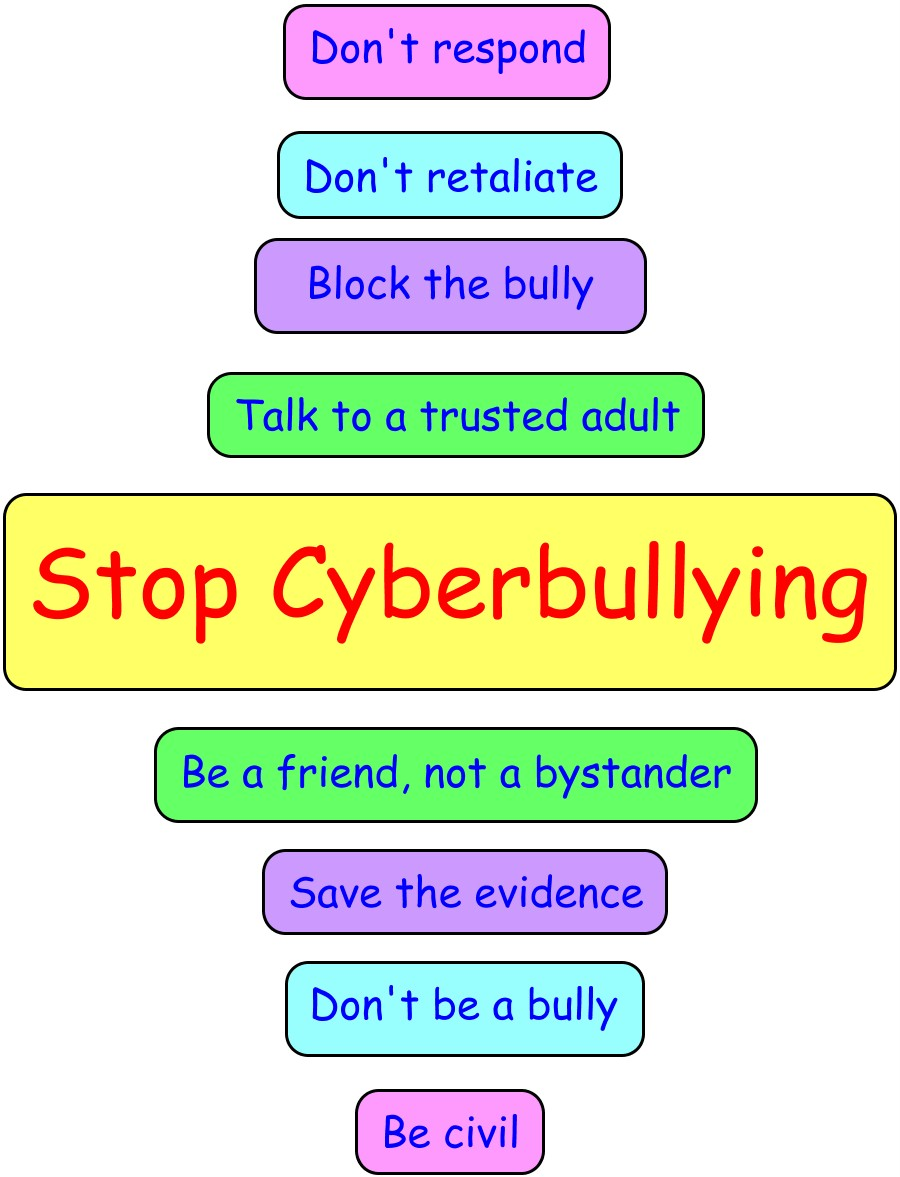 Don't respond
Don't retaliate
Block the bully
Talk to a trusted adult
Stop Cyberbullying
Be a friend, not a bystander
Save the evidence
Don't be a bully
Be civil